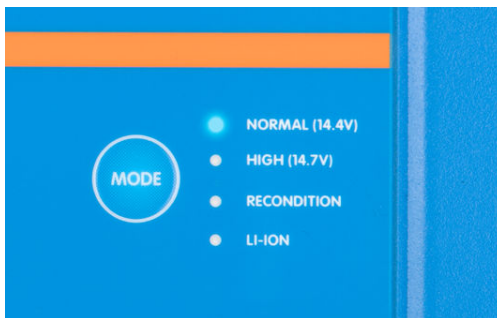 NORMAL (14.4V)
HIGH (14.7V)
MODE
RECONDITION
LI-ION